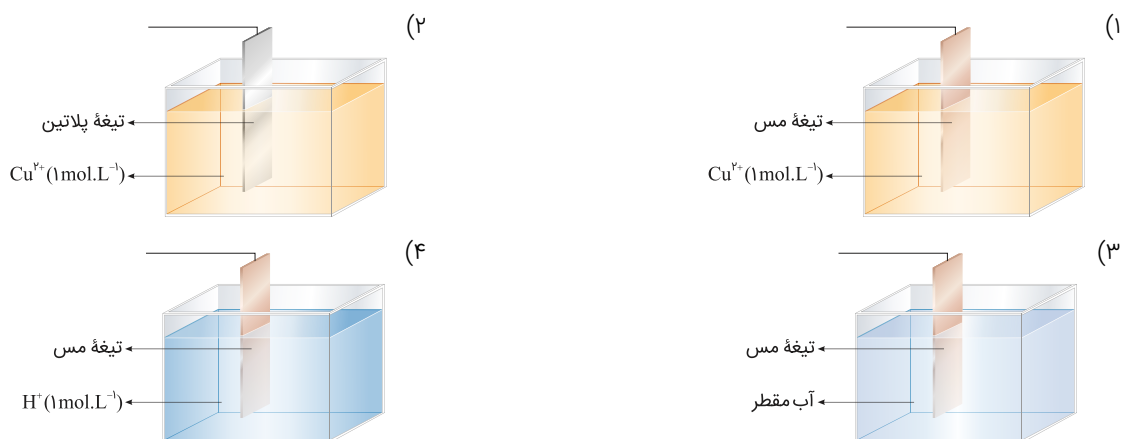 ۱)
تیغهٔ مس
Cu²⁺(۱mol.L⁻¹)
۲)
تیغهٔ پلاتین
Cu²⁺(۱mol.L⁻¹)
۳)
تیغهٔ مس
آب مقطر
۴)
تیغهٔ مس
H⁺(۱mol.L⁻¹)